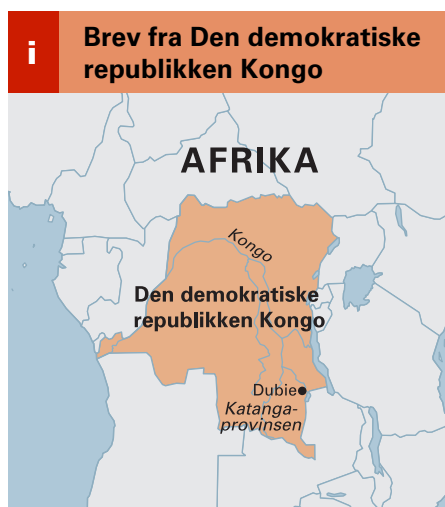 i
Brev fra Den demokratiske
republikken Kongo
AFRIKA
Kongo
Den demokratiske
republikken Kongo
Dubie
Katanga-
provinsen